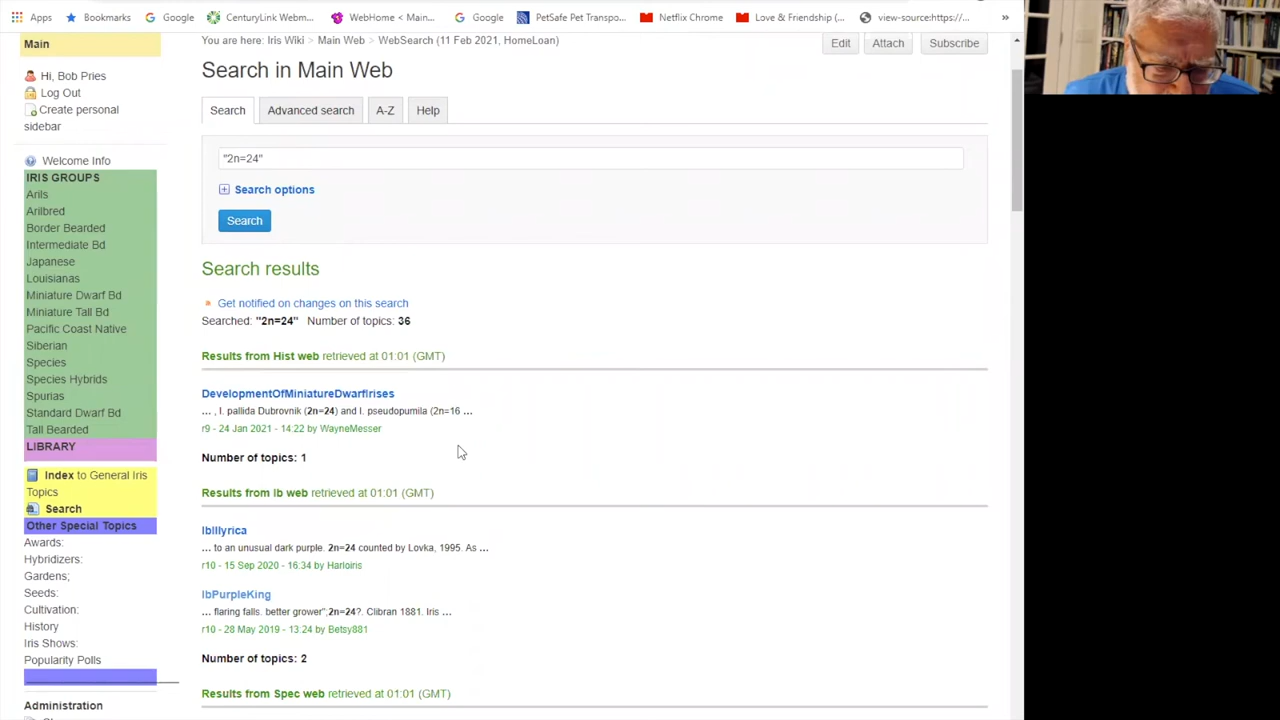 Apps Bookmarks Google CenturyLink Webm... WebHome < Main... Google PetSafe Pet Transpo... Netflix Chrome Love & Friendship (... view-source:https://... »
Main
You are here: Iris Wiki › Main Web › WebSearch (11 Feb 2021, HomeLoan)
Edit Attach Subscribe
Search in Main Web
Hi, Bob Pries
Log Out
Create personal
sidebar
Search Advanced search A-Z Help
"2n=24"
Search options
Search
Welcome Info
IRIS GROUPS
Arils
Arilbred
Border Bearded
Intermediate Bd
Japanese
Louisianas
Miniature Dwarf Bd
Miniature Tall Bd
Pacific Coast Native
Siberian
Species
Species Hybrids
Spurias
Standard Dwarf Bd
Tall Bearded
LIBRARY
Index to General Iris
Topics
Search
Other Special Topics
Awards:
Hybridizers:
Gardens;
Seeds:
Cultivation:
History
Iris Shows:
Popularity Polls
Administration
Search results
» Get notified on changes on this search
Searched: "2n=24" Number of topics: 36
Results from Hist web retrieved at 01:01 (GMT)
DevelopmentOfMiniatureDwarfIrises
... , I. pallida Dubrovnik (2n=24) and I. pseudopumila (2n=16 ...
r9 - 24 Jan 2021 - 14:22 by WayneMesser
Number of topics: 1
Results from Ib web retrieved at 01:01 (GMT)
IbIllyrica
... to an unusual dark purple. 2n=24 counted by Lovka, 1995. As ...
r10 - 15 Sep 2020 - 16:34 by Harloiris
IbPurpleKing
... flaring falls. better grower";2n=24?. Clibran 1881. Iris ...
r10 - 28 May 2019 - 13:24 by Betsy881
Number of topics: 2
Results from Spec web retrieved at 01:01 (GMT)